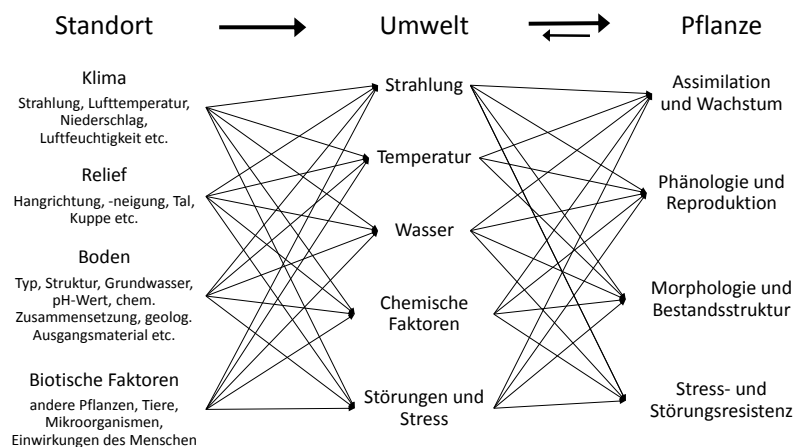 Standort
Umwelt
Pflanze
Klima
Strahlung, Lufttemperatur,
Niederschlag,
Luftfeuchtigkeit etc.
Relief
Hangrichtung, -neigung, Tal,
Kuppe etc.
Boden
Typ, Struktur, Grundwasser,
pH-Wert, chem.
Zusammensetzung, geolog.
Ausgangsmaterial etc.
Biotische Faktoren
andere Pflanzen, Tiere,
Mikroorganismen,
Einwirkungen des Menschen
Strahlung
Temperatur
Wasser
Chemische
Faktoren
Störungen und
Stress
Assimilation
und Wachstum
Phänologie und
Reproduktion
Morphologie und
Bestandsstruktur
Stress- und
Störungsresistenz